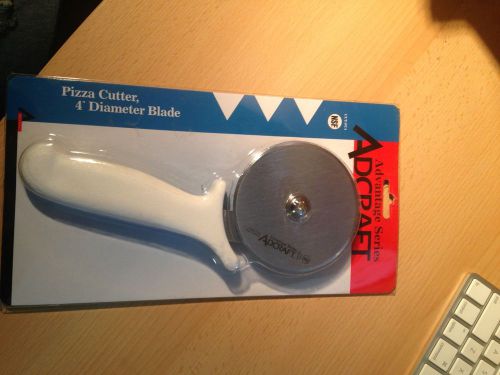 Pizza Cutter,
4" Diameter Blade
NSF
Advantage Series
ADCRAFT
ADCRAFT